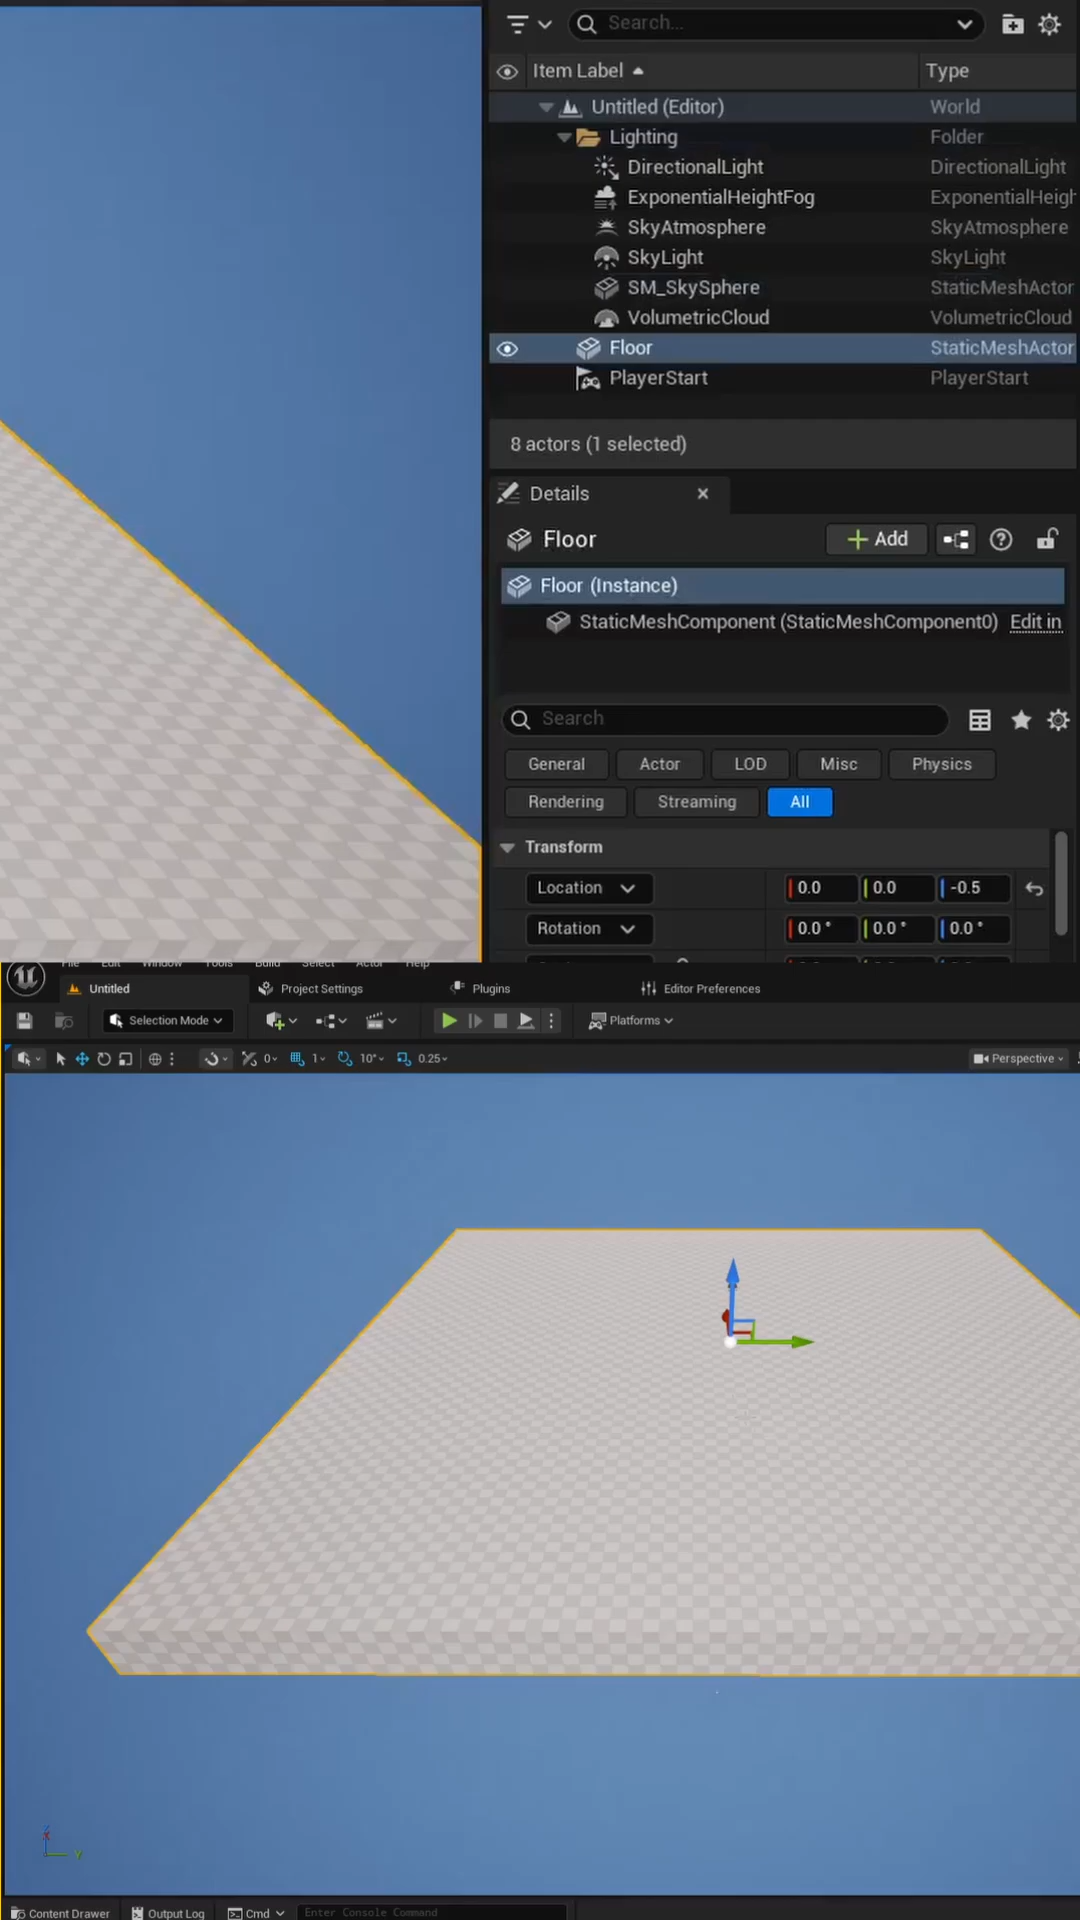 Search...
Item Label Type
Untitled (Editor) World
Lighting Folder
DirectionalLight DirectionalLight
ExponentialHeightFog ExponentialHeigh
SkyAtmosphere SkyAtmosphere
SkyLight SkyLight
SM_SkySphere StaticMeshActor
VolumetricCloud VolumetricCloud
Floor StaticMeshActor
PlayerStart PlayerStart
8 actors (1 selected)
Details
Floor Add
Floor (Instance)
StaticMeshComponent (StaticMeshComponent0) Edit in
Search
General Actor LOD Misc Physics
Rendering Streaming All
Transform
Location 0.0 0.0 -0.5
Rotation 0.0 ° 0.0 ° 0.0 °
File Edit Window Tools Build Select Actor Help
Untitled Project Settings Plugins Editor Preferences
Selection Mode Platforms
0 1 10° 0.25 Perspective
Y
Content Drawer Output Log Cmd Enter Console Command